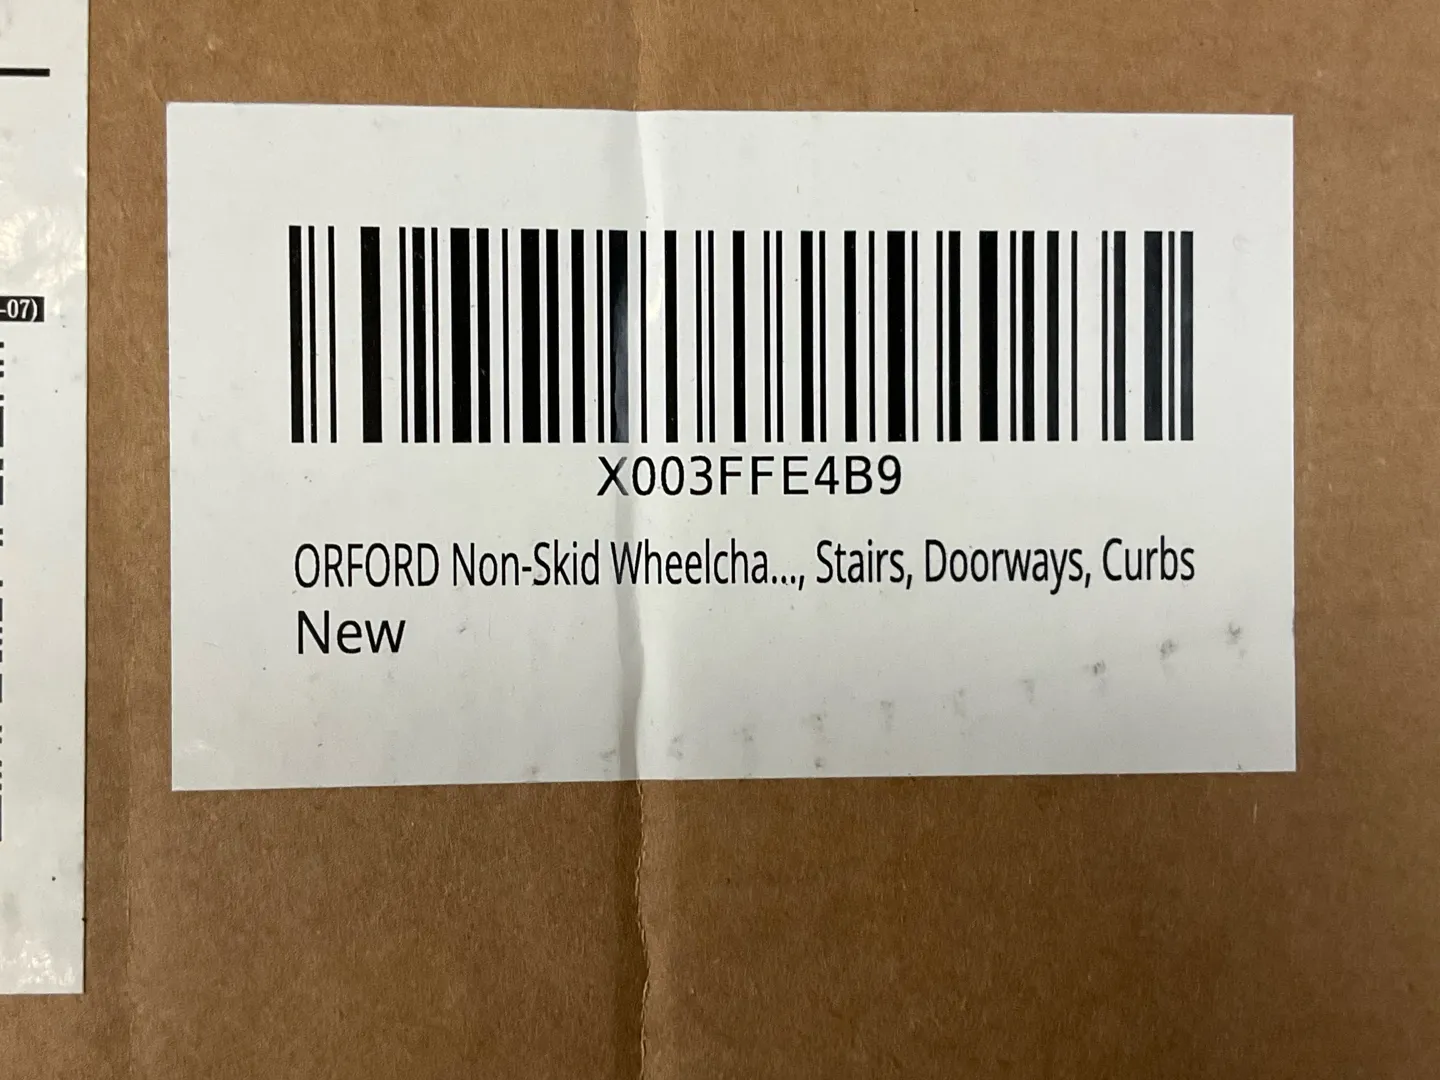 -07)
X003FFE4B9
ORFORD Non-Skid Wheelcha..., Stairs, Doorways, Curbs
New